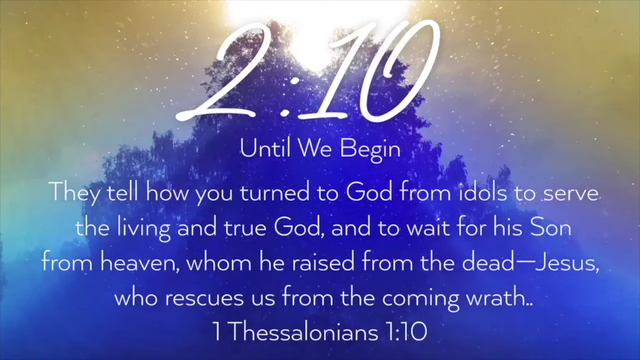 2:10
Until We Begin
They tell how you turned to God from idols to serve
the living and true God, and to wait for his Son
from heaven, whom he raised from the dead—Jesus,
who rescues us from the coming wrath..
1 Thessalonians 1:10